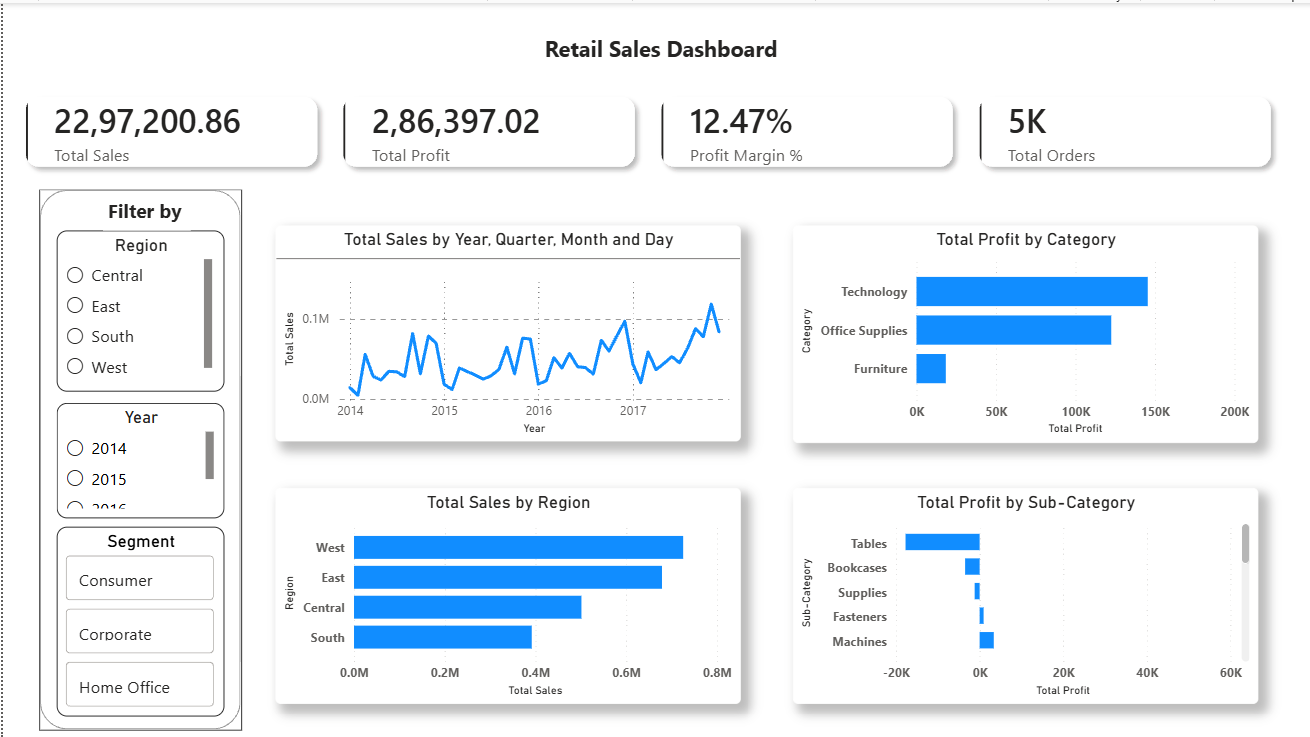 Retail Sales Dashboard
22,97,200.86
Total Sales
2,86,397.02
Total Profit
12.47%
Profit Margin %
5K
Total Orders
Filter by
Region
Central
East
South
West
Year
2014
2015
2016
Segment
Consumer
Corporate
Home Office
Total Sales by Year, Quarter, Month and Day
Total Sales
0.1M
0.0M
2014 2015 2016 2017
Year
Total Profit by Category
Category
Technology
Office Supplies
Furniture
0K 50K 100K 150K 200K
Total Profit
Total Sales by Region
Region
West
East
Central
South
0.0M 0.2M 0.4M 0.6M 0.8M
Total Sales
Total Profit by Sub-Category
Sub-Category
Tables
Bookcases
Supplies
Fasteners
Machines
-20K 0K 20K 40K 60K
Total Profit